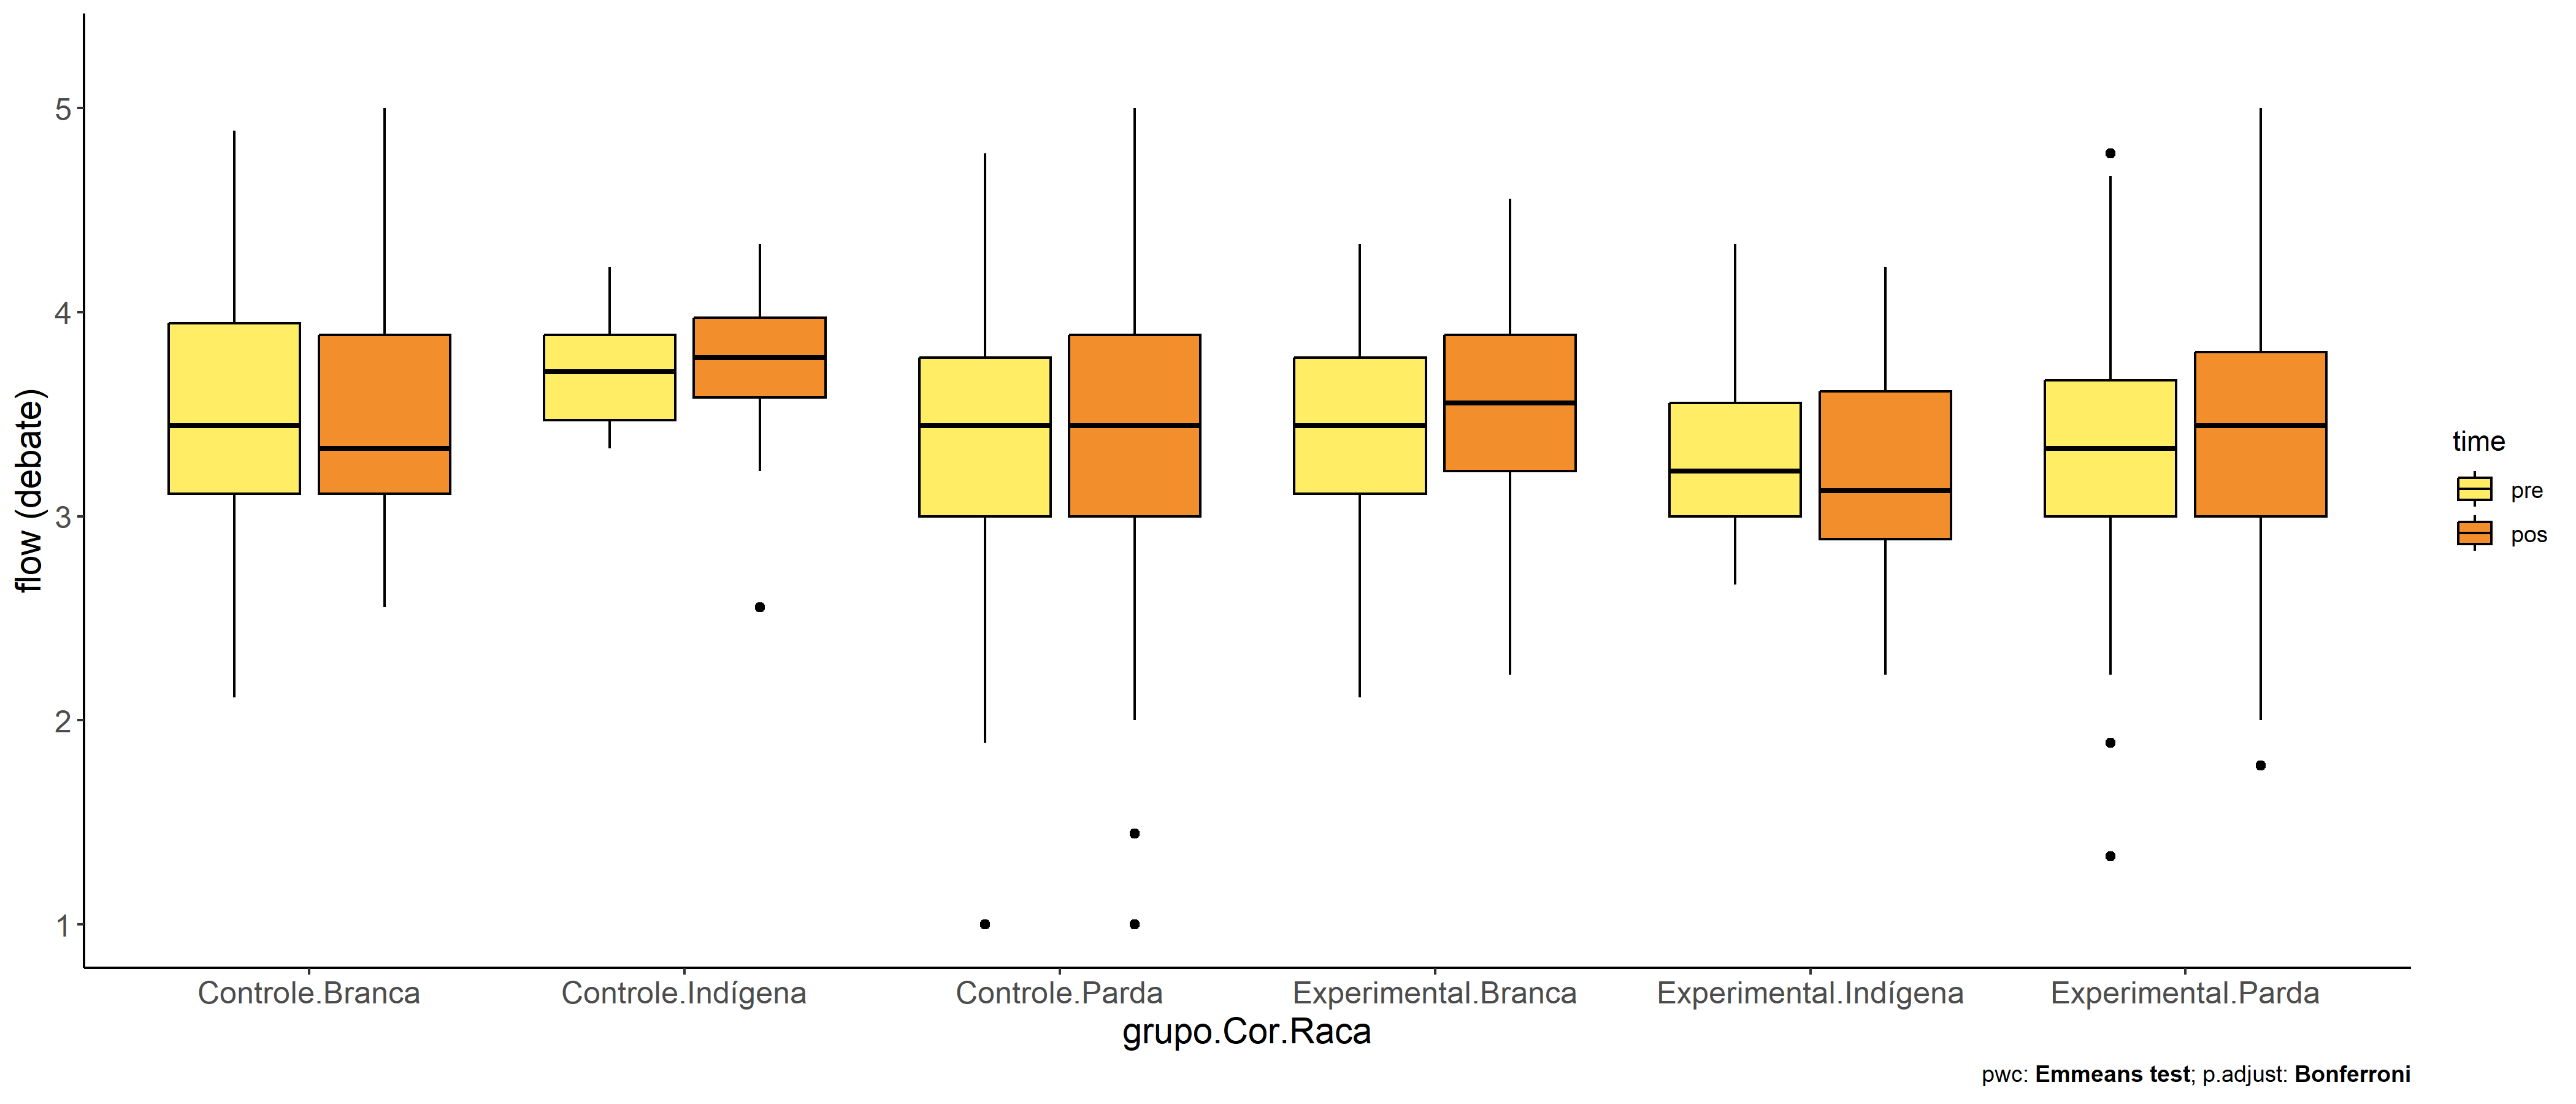 flow (debate)
5
4
3
2
1
Controle.Branca
Controle.Indígena
Controle.Parda
Experimental.Branca
Experimental.Indígena
Experimental.Parda
grupo.Cor.Raca
time
pre
pos
pwc: Emmeans test; p.adjust: Bonferroni